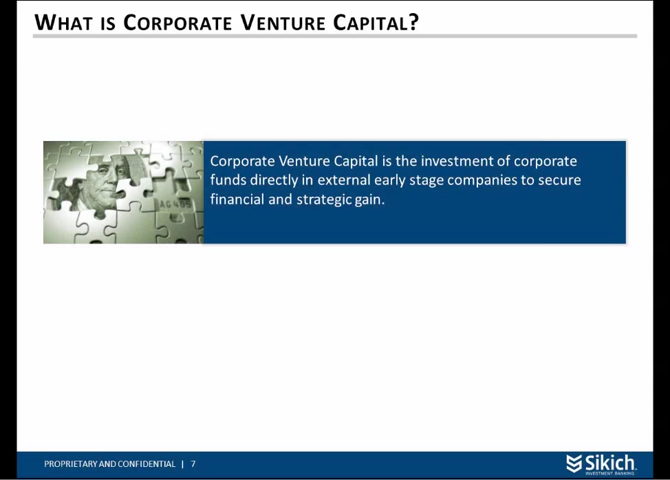 WHAT IS CORPORATE VENTURE CAPITAL?
Corporate Venture Capital is the investment of corporate
funds directly in external early stage companies to secure
financial and strategic gain.
PROPRIETARY AND CONFIDENTIAL | 7
Sikich
INVESTMENT BANKING